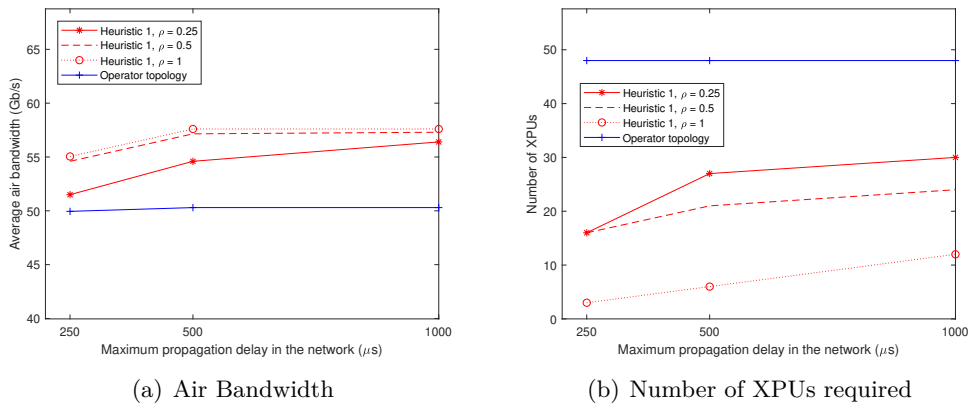 65
60
55
50
45
40
Average air bandwidth (Gb/s)
Heuristic 1, ρ = 0.25
Heuristic 1, ρ = 0.5
Heuristic 1, ρ = 1
Operator topology
250
500
1000
Maximum propagation delay in the network (μs)
(a) Air Bandwidth
50
40
30
20
10
0
Number of XPUs
Heuristic 1, ρ = 0.25
Heuristic 1, ρ = 0.5
Heuristic 1, ρ = 1
Operator topology
250
500
1000
Maximum propagation delay in the network (μs)
(b) Number of XPUs required